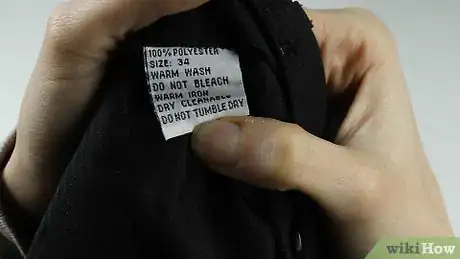 100% POLYESTER
SIZE: 34
WARM WASH
DO NOT BLEACH
WARM IRON
DRY CLEANABLE
DO NOT TUMBLE DRY
wikiHow